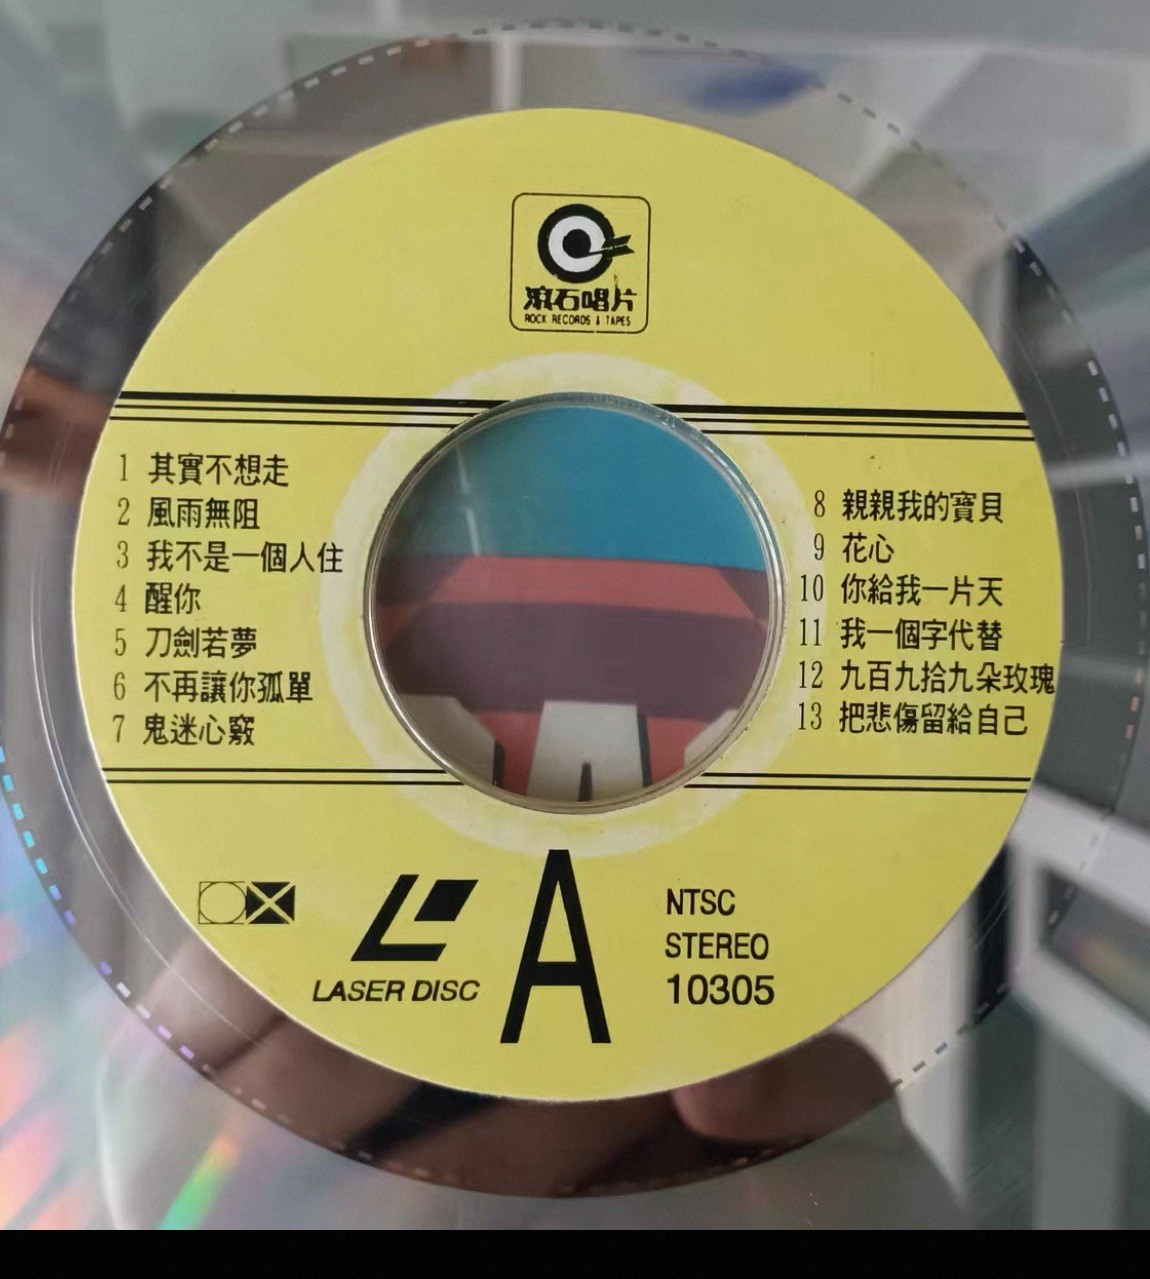 滾石唱片
ROCK RECORDS & TAPES
1 其實不想走
2 風雨無阻
3 我不是一個人住
4 醒你
5 刀劍若夢
6 不再讓你孤單
7 鬼迷心竅
8 親親我的寶貝
9 花心
10 你給我一片天
11 我一個字代替
12 九百九拾九朵玫瑰
13 把悲傷留給自己
LASER DISC
A
NTSC
STEREO
10305